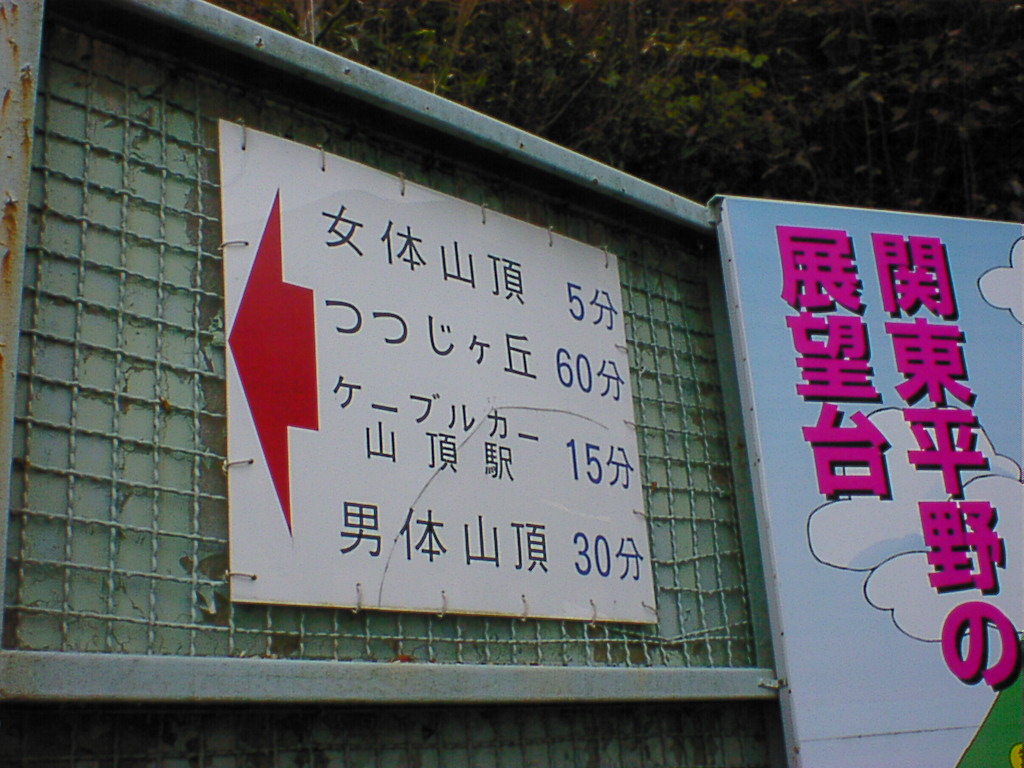 女体山頂 5分
つつじヶ丘 60分
ケーブルカー
山頂駅 15分
男体山頂 30分
関東平野の
展望台